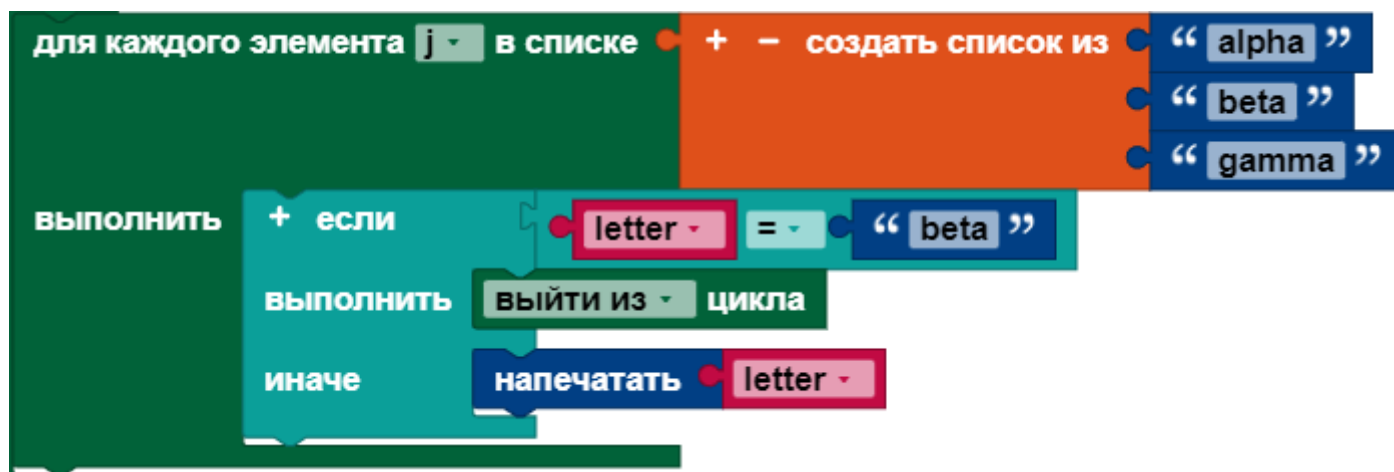 для каждого элемента j в списке + − создать список из “ alpha ”
“ beta ”
“ gamma ”
выполнить + если letter = “ beta ”
выполнить выйти из цикла
иначе напечатать letter